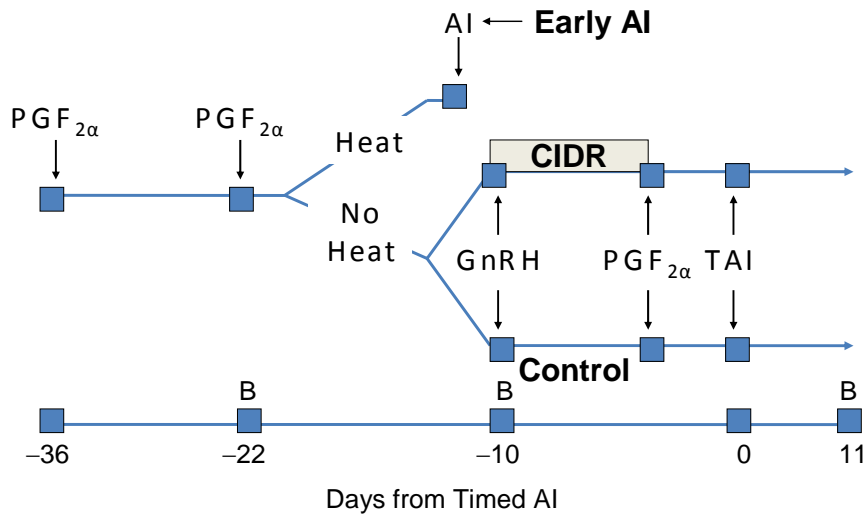 AI Early AI
PGF2α PGF2α
Heat
CIDR
No
Heat
GnRH PGF2α TAI
Control
B B B
–36 –22 –10 0 11
Days from Timed AI